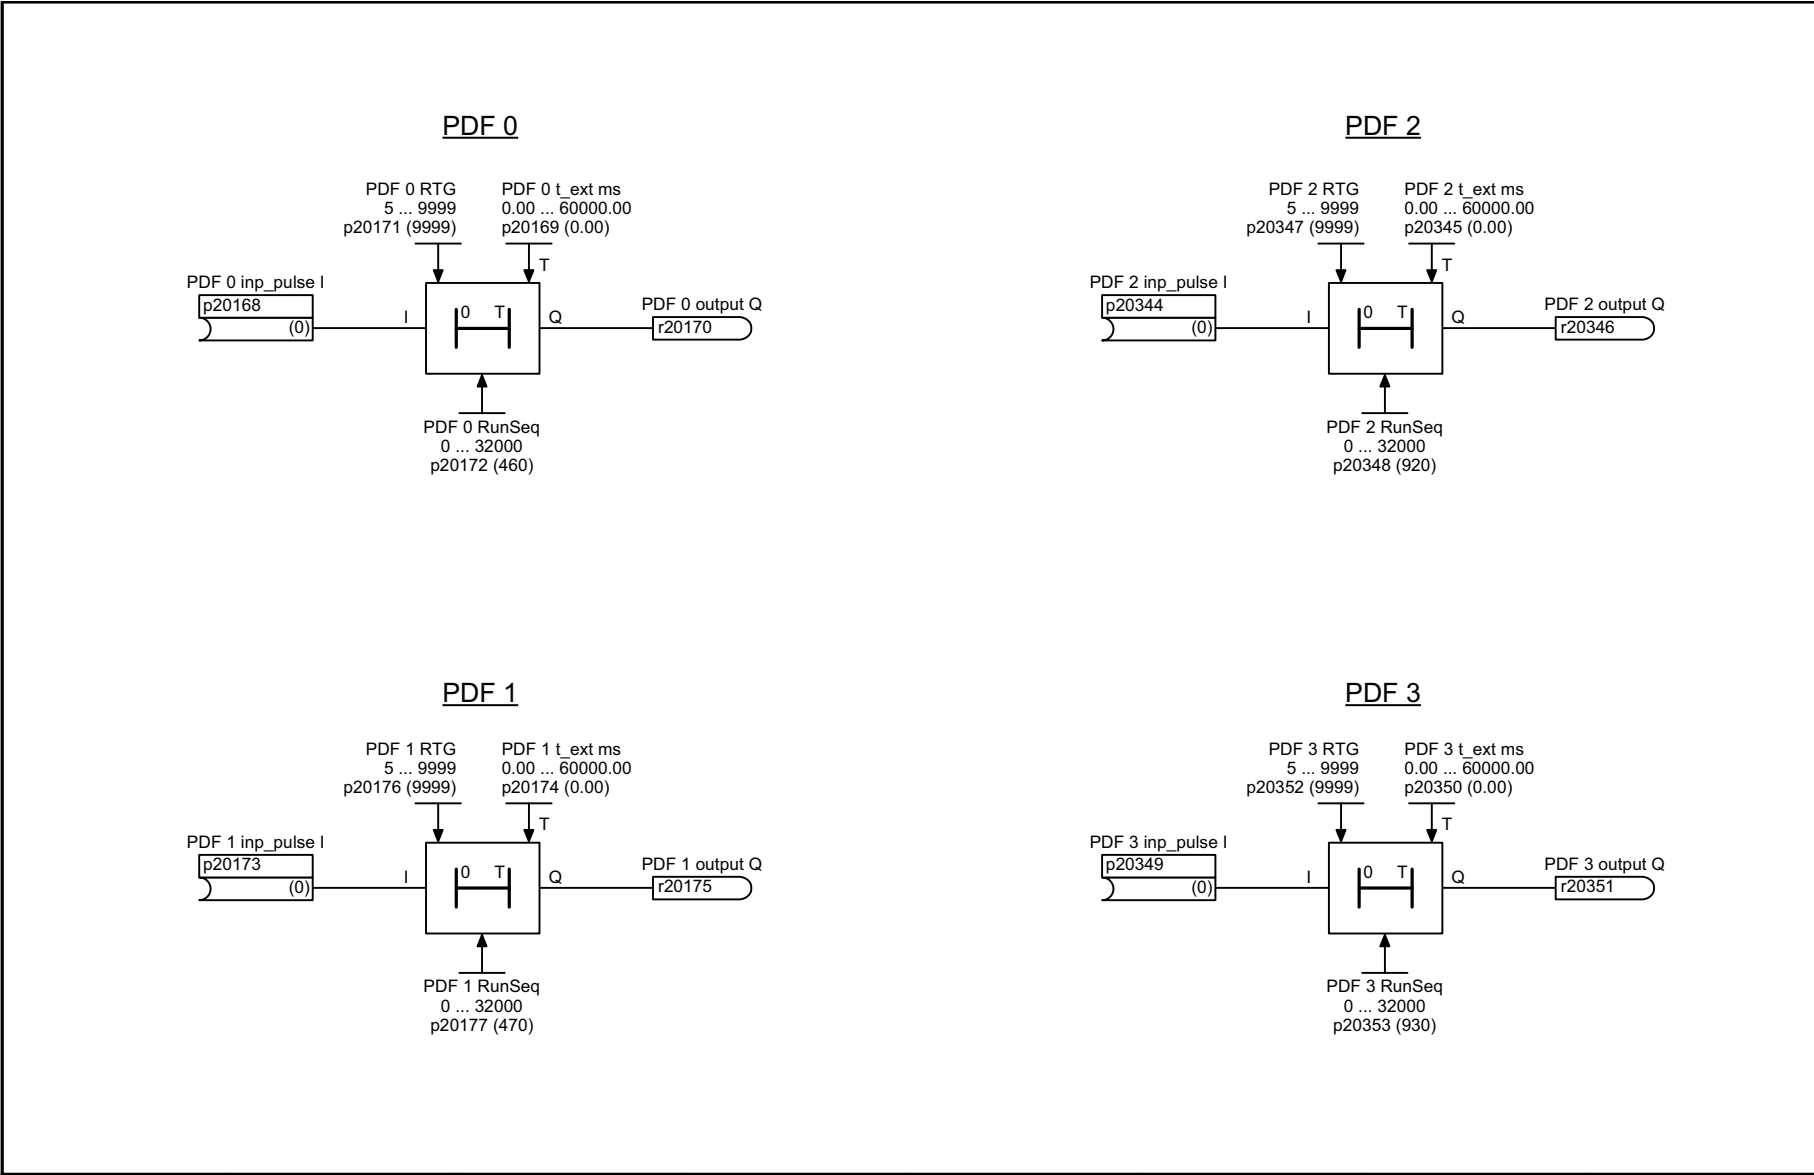 PDF 0
PDF 0 RTG
5 ... 9999
p20171 (9999)
PDF 0 t_ext ms
0.00 ... 60000.00
p20169 (0.00)
T
PDF 0 inp_pulse I
p20168
(0)
I
0 T
Q
PDF 0 output Q
r20170
PDF 0 RunSeq
0 ... 32000
p20172 (460)
PDF 2
PDF 2 RTG
5 ... 9999
p20347 (9999)
PDF 2 t_ext ms
0.00 ... 60000.00
p20345 (0.00)
T
PDF 2 inp_pulse I
p20344
(0)
I
0 T
Q
PDF 2 output Q
r20346
PDF 2 RunSeq
0 ... 32000
p20348 (920)
PDF 1
PDF 1 RTG
5 ... 9999
p20176 (9999)
PDF 1 t_ext ms
0.00 ... 60000.00
p20174 (0.00)
T
PDF 1 inp_pulse I
p20173
(0)
I
0 T
Q
PDF 1 output Q
r20175
PDF 1 RunSeq
0 ... 32000
p20177 (470)
PDF 3
PDF 3 RTG
5 ... 9999
p20352 (9999)
PDF 3 t_ext ms
0.00 ... 60000.00
p20350 (0.00)
T
PDF 3 inp_pulse I
p20349
(0)
I
0 T
Q
PDF 3 output Q
r20351
PDF 3 RunSeq
0 ... 32000
p20353 (930)